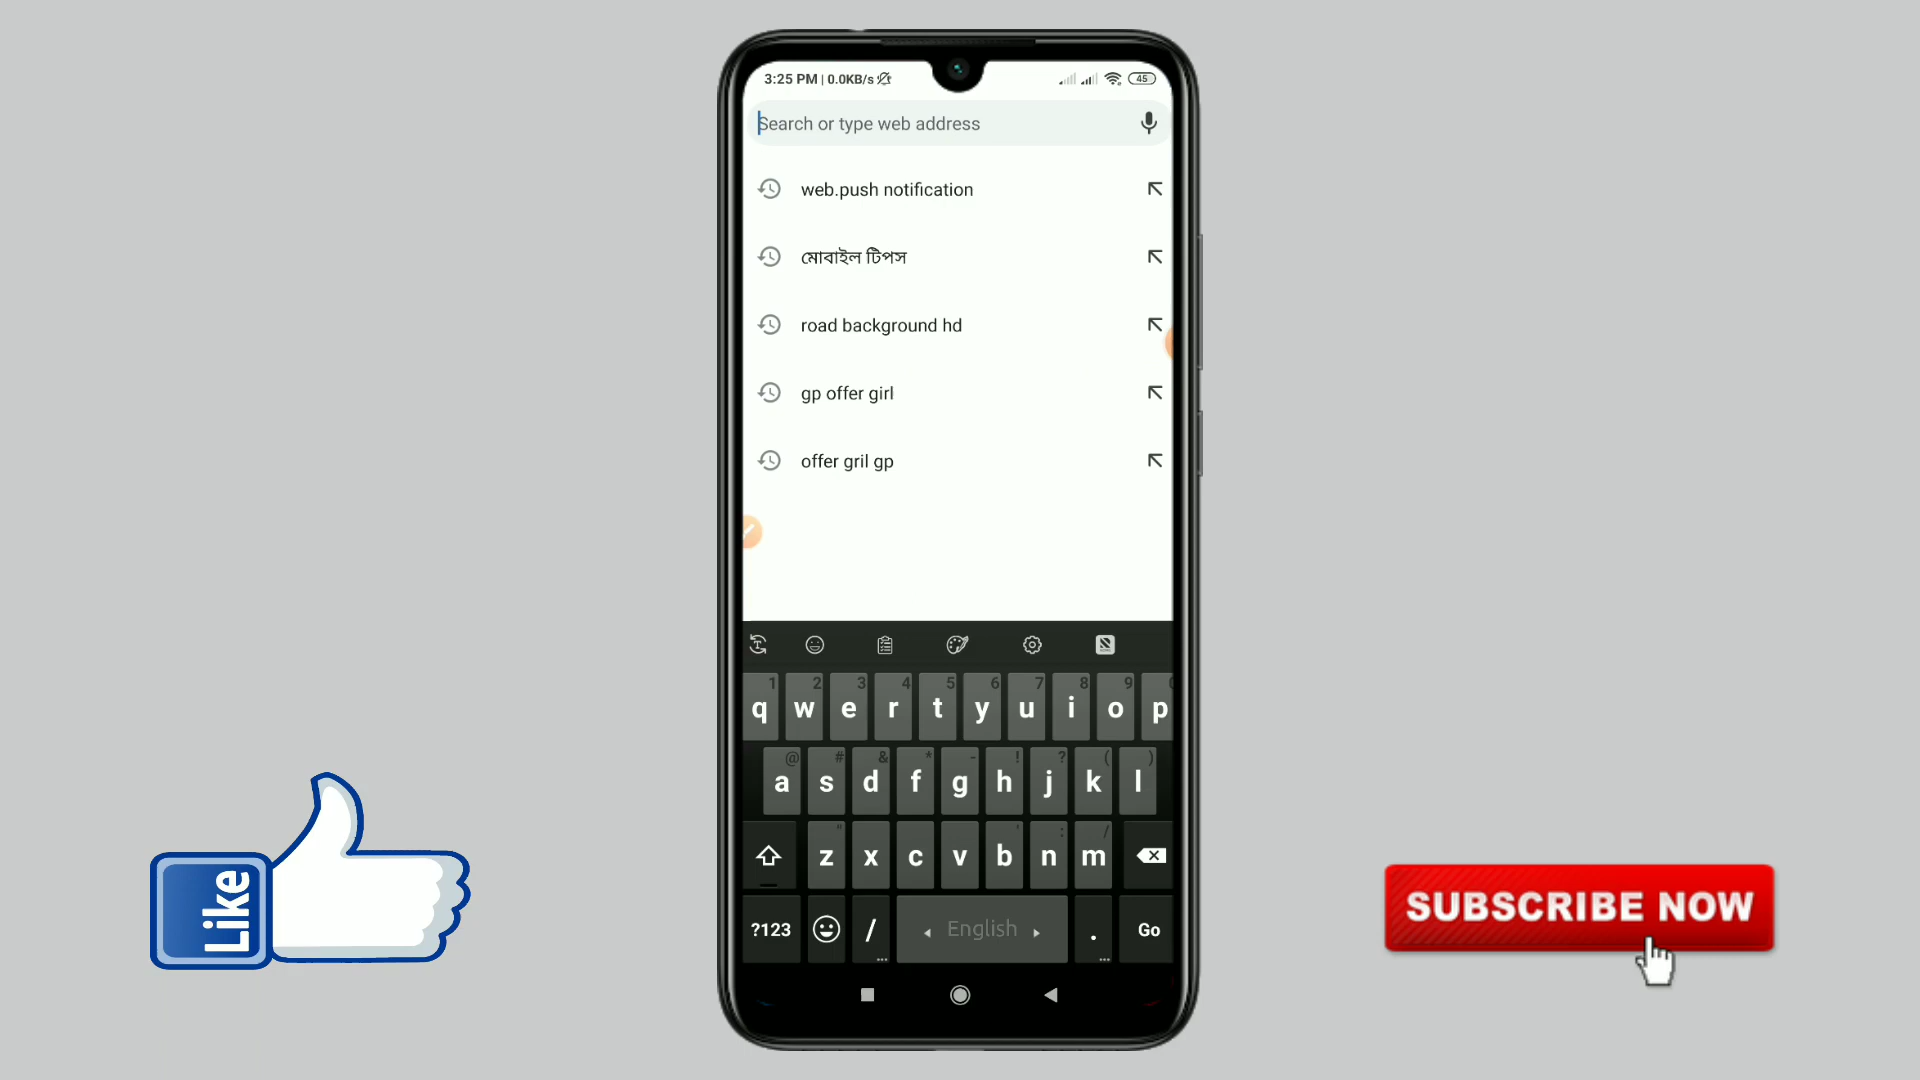 3:25 PM | 0.0KB/s
45
Search or type web address
web.push notification
মোবাইল টিপস
road background hd
gp offer girl
offer gril gp
1 2 3 4 5 6 7 8 9
q w e r t y u i o p
@ # & * - ! ? ( )
a s d f g h j k l
" ' : /
z x c v b n m
?123 / English . Go
Like
SUBSCRIBE NOW